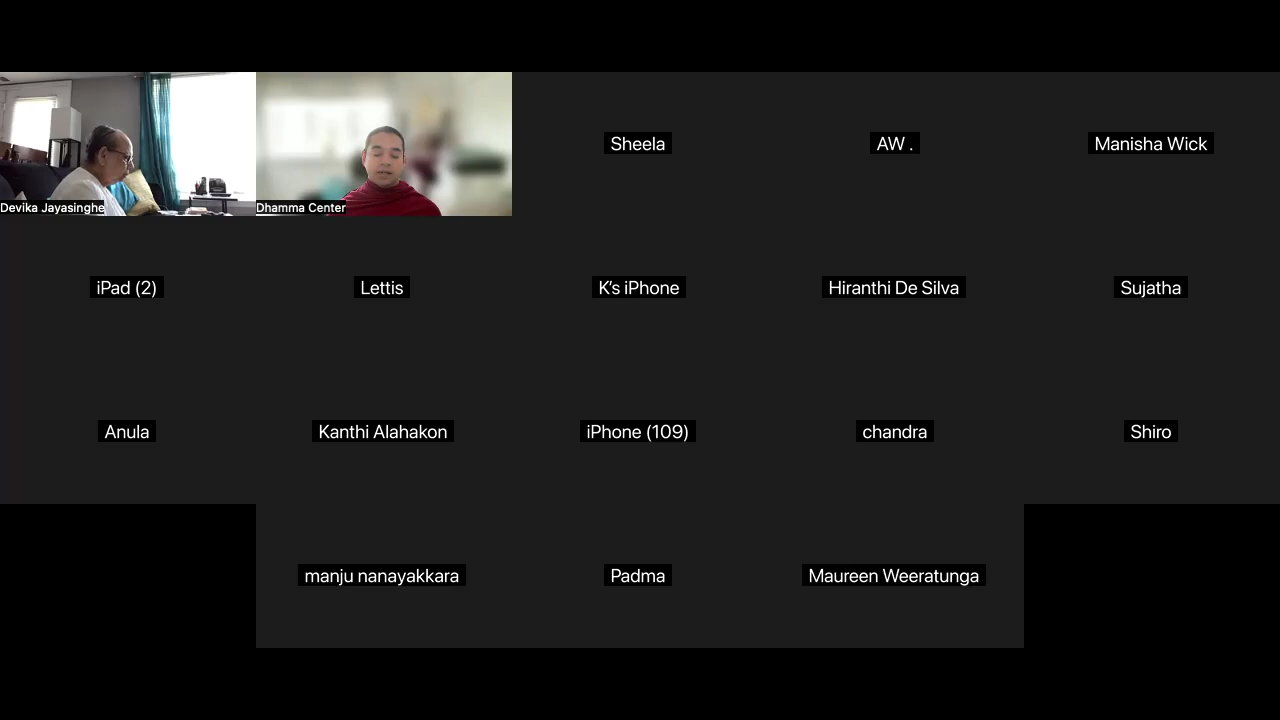 Devika Jayasinghe
Dhamma Center
Sheela
AW .
Manisha Wick
iPad (2)
Lettis
K's iPhone
Hiranthi De Silva
Sujatha
Anula
Kanthi Alahakon
iPhone (109)
chandra
Shiro
manju nanayakkara
Padma
Maureen Weeratunga